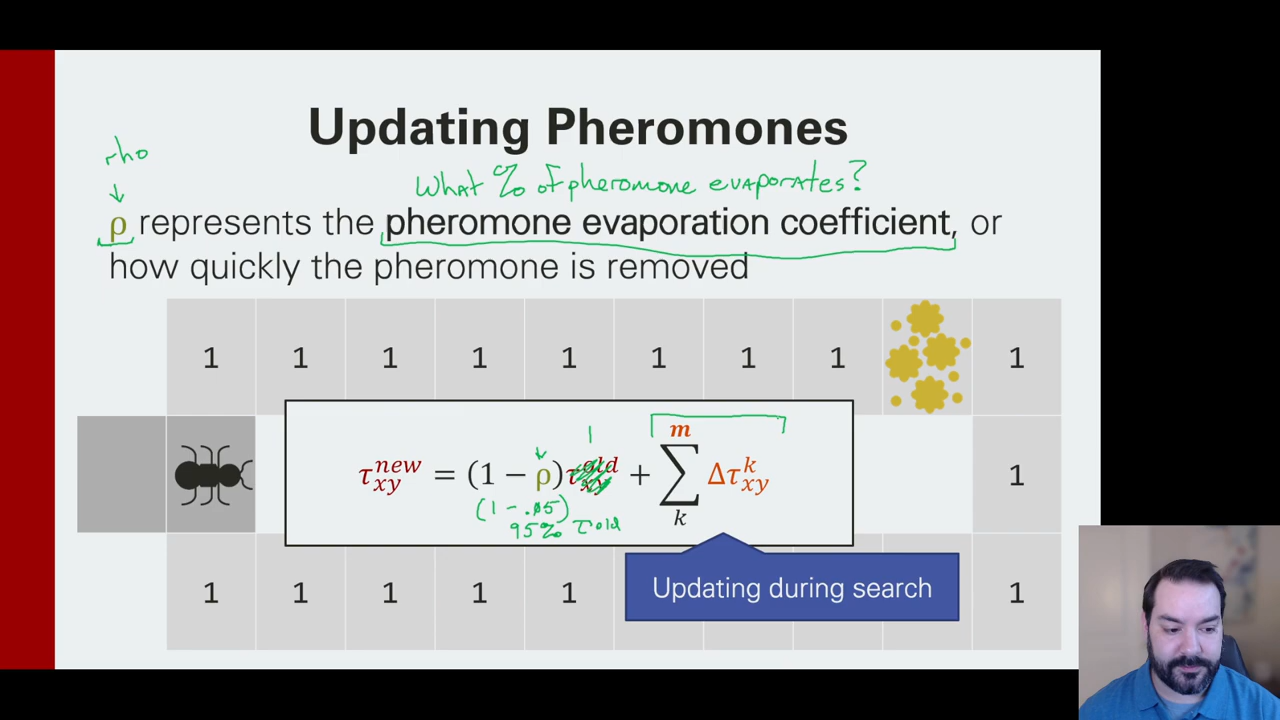 Updating Pheromones
rho
What % of pheromone evaporates?
ρ represents the pheromone evaporation coefficient, or
how quickly the pheromone is removed
1 1 1 1 1 1 1 1 1
1
τ_xy^new = (1 − ρ)τ_xy^old + ∑_k^m Δτ_xy^k
1
(1 - .05)
95% τold
Updating during search
1 1 1 1 1 1